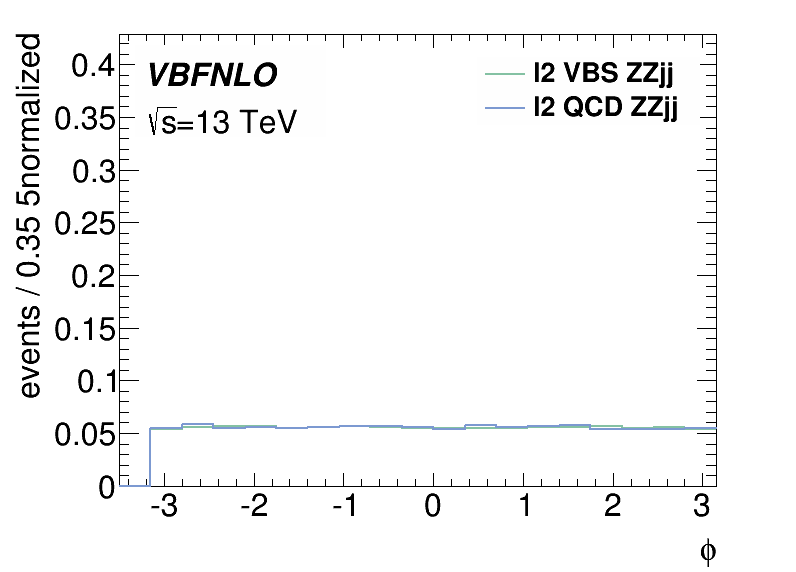 VBFNLO
√s=13 TeV
l2 VBS ZZjj
l2 QCD ZZjj
events / 0.35 5normalized
0.4
0.35
0.3
0.25
0.2
0.15
0.1
0.05
0
-3 -2 -1 0 1 2 3
ϕ